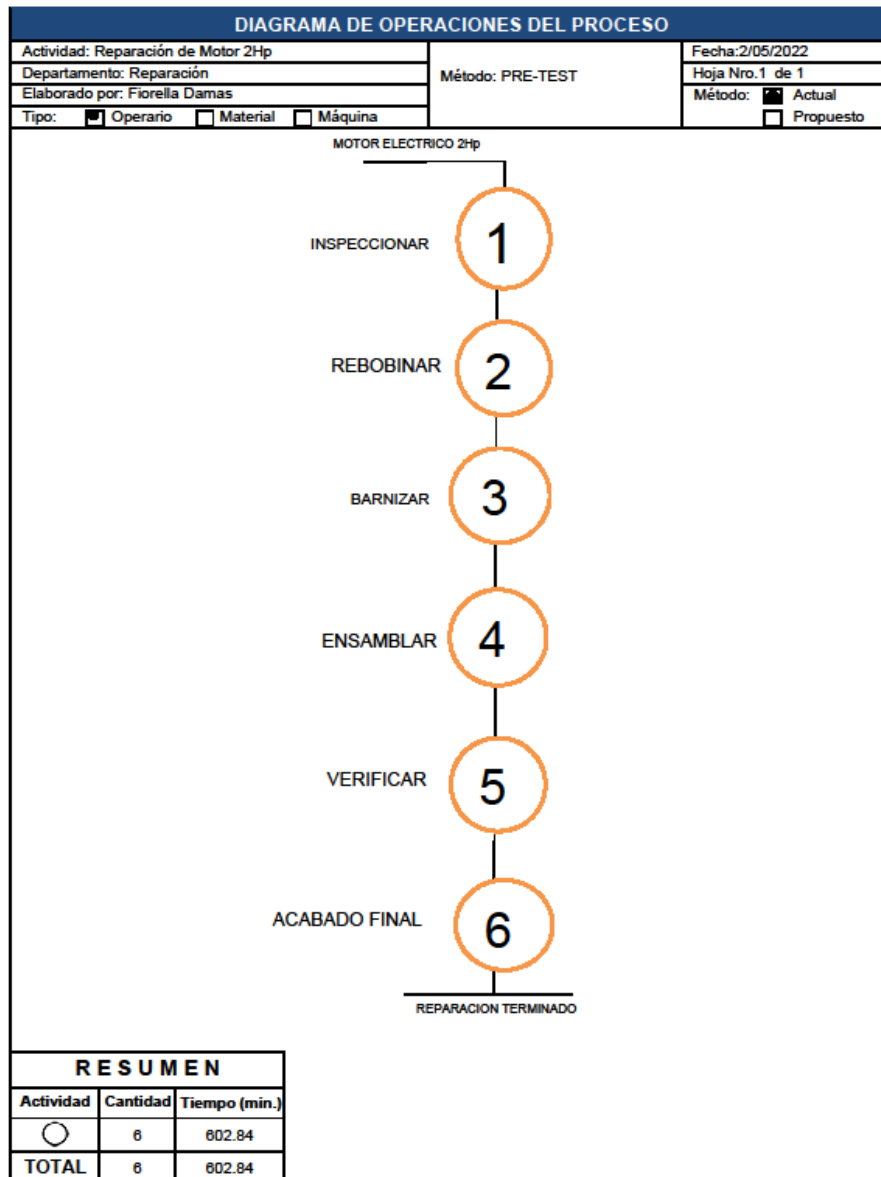 DIAGRAMA DE OPERACIONES DEL PROCESO
Actividad: Reparación de Motor 2Hp
Departamento: Reparación
Elaborado por: Fiorella Damas
Tipo: Operario Material Máquina
Método: PRE-TEST
Fecha:2/05/2022
Hoja Nro.1 de 1
Método: Actual
Propuesto
MOTOR ELECTRICO 2Hp
INSPECCIONAR 1
REBOBINAR 2
BARNIZAR 3
ENSAMBLAR 4
VERIFICAR 5
ACABADO FINAL 6
REPARACION TERMINADO
RESUMEN
Actividad Cantidad Tiempo (min.)
6 602.84
TOTAL 6 602.84